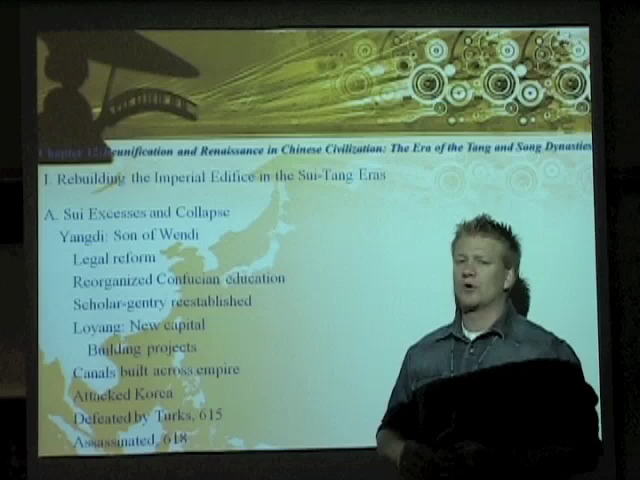 Chapter 12: Reunification and Renaissance in Chinese Civilization: The Era of the Tang and Song Dynasties
I. Rebuilding the Imperial Edifice in the Sui-Tang Eras
A. Sui Excesses and Collapse
Yangdi: Son of Wendi
Legal reform
Reorganized Confucian education
Scholar-gentry reestablished
Loyang: New capital
Building projects
Canals built across empire
Attacked Korea
Defeated by Turks, 615
Assassinated, 618